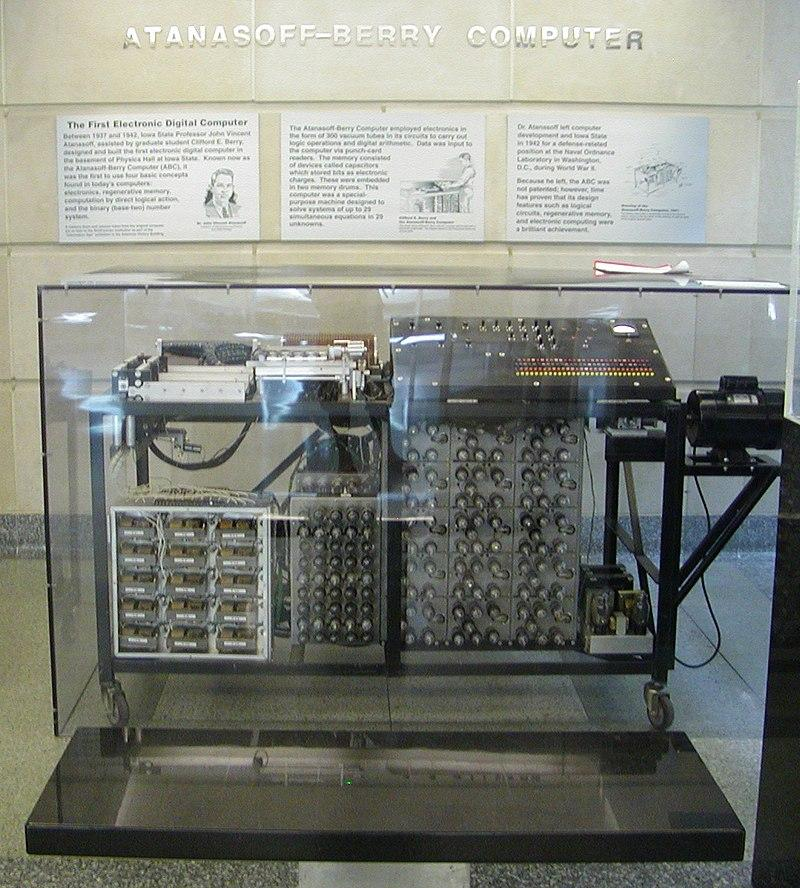 ATANASOFF–BERRY COMPUTER
The First Electronic Digital Computer
Between 1937 and 1942, Iowa State Professor John Vincent
Atanasoff, assisted by graduate student Clifford E. Berry,
designed and built the first electronic digital computer in
the basement of Physics Hall at Iowa State. Known now as
the Atanasoff-Berry Computer (ABC), it
was the first to use four basic concepts
found in today's computers:
electronics, regenerative memory,
computation by direct logical action,
and the binary (base-two) number
system.
Dr. John Vincent Atanasoff
The Atanasoff-Berry Computer employed electronics in
the form of 300 vacuum tubes in its circuits to carry out
logic operations and digital arithmetic. Data was input to
the computer via punch-card
readers. The memory consisted
of devices called capacitors
which stored bits as electronic
charges. These were embedded
in two memory drums. This
computer was a special-
purpose machine designed to
solve systems of up to 29
simultaneous equations in 29
unknowns.
Clifford E. Berry and
the Atanasoff-Berry Computer
Dr. Atanasoff left computer
development and Iowa State
in 1942 for a defense-related
position at the Naval Ordnance
Laboratory in Washington,
D.C., during World War II.
Because he left, the ABC was
not patented; however, time
has proven that its design
features such as logical
circuits, regenerative memory,
and electronic computing were
a brilliant achievement.
Drawing of the
Atanasoff-Berry Computer,